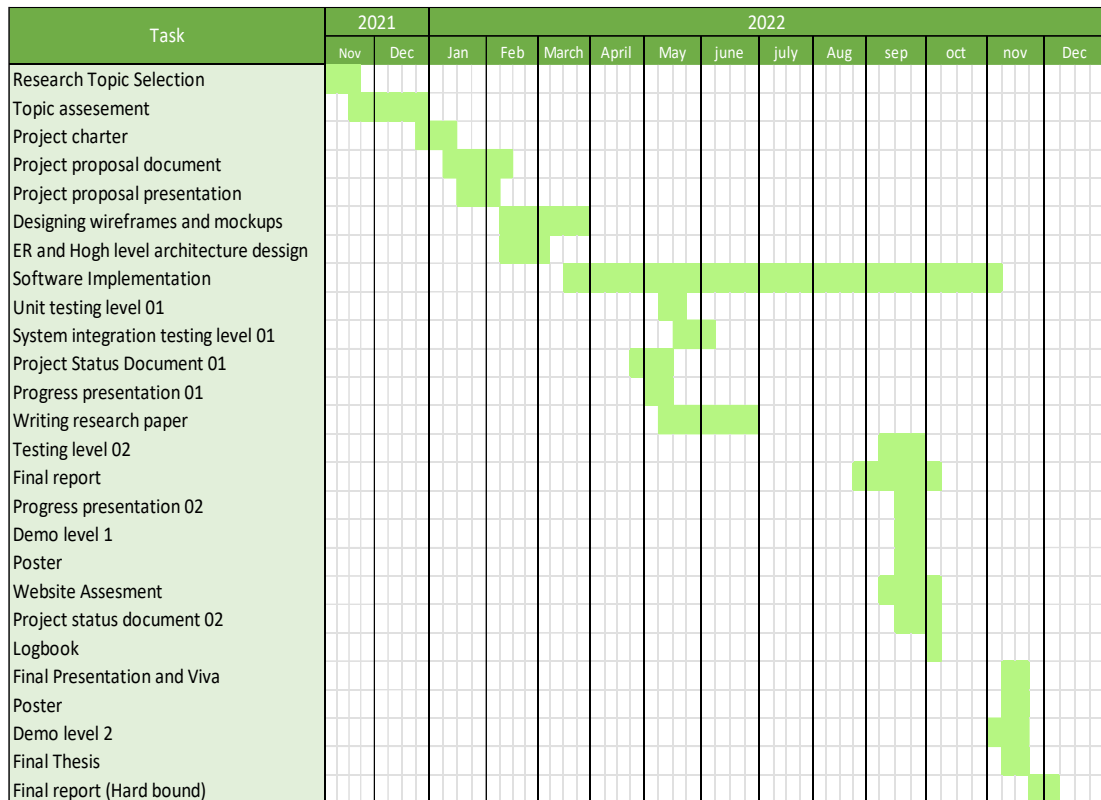 Task 2021 2022
Nov Dec Jan Feb March April May june july Aug sep oct nov Dec
Research Topic Selection
Topic assesement
Project charter
Project proposal document
Project proposal presentation
Designing wireframes and mockups
ER and Hogh level architecture dessign
Software Implementation
Unit testing level 01
System integration testing level 01
Project Status Document 01
Progress presentation 01
Writing research paper
Testing level 02
Final report
Progress presentation 02
Demo level 1
Poster
Website Assesment
Project status document 02
Logbook
Final Presentation and Viva
Poster
Demo level 2
Final Thesis
Final report (Hard bound)